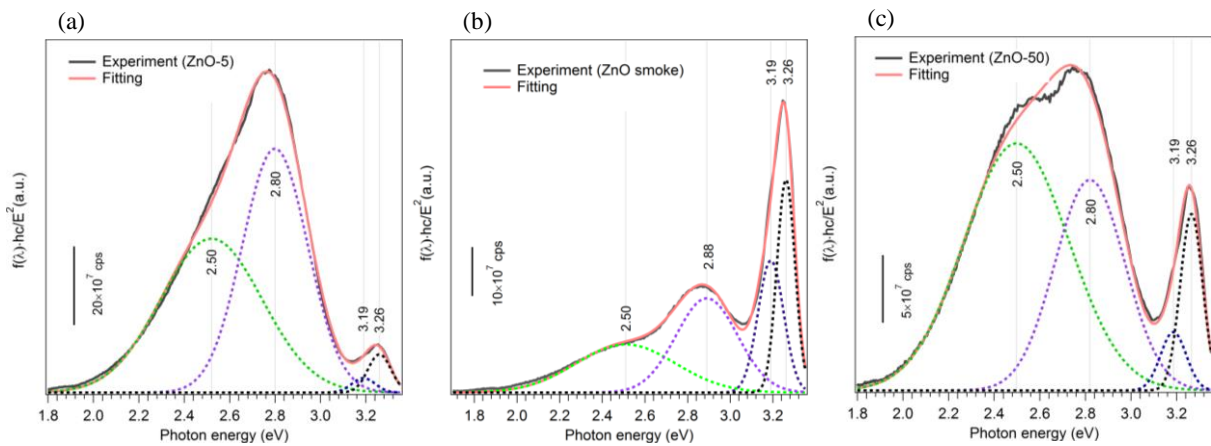 (a)
Experiment (ZnO-5)
Fitting
2.50
2.80
3.19
3.26
20×10⁷ cps
f(λ)·hc/E² (a.u.)
1.8 2.0 2.2 2.4 2.6 2.8 3.0 3.2
Photon energy (eV)
(b)
Experiment (ZnO smoke)
Fitting
2.50
2.88
3.19
3.26
10×10⁷ cps
f(λ)·hc/E² (a.u.)
1.8 2.0 2.2 2.4 2.6 2.8 3.0 3.2
Photon energy (eV)
(c)
Experiment (ZnO-50)
Fitting
2.50
2.80
3.19
3.26
5×10⁷ cps
f(λ)·hc/E² (a.u.)
1.8 2.0 2.2 2.4 2.6 2.8 3.0 3.2
Photon energy (eV)